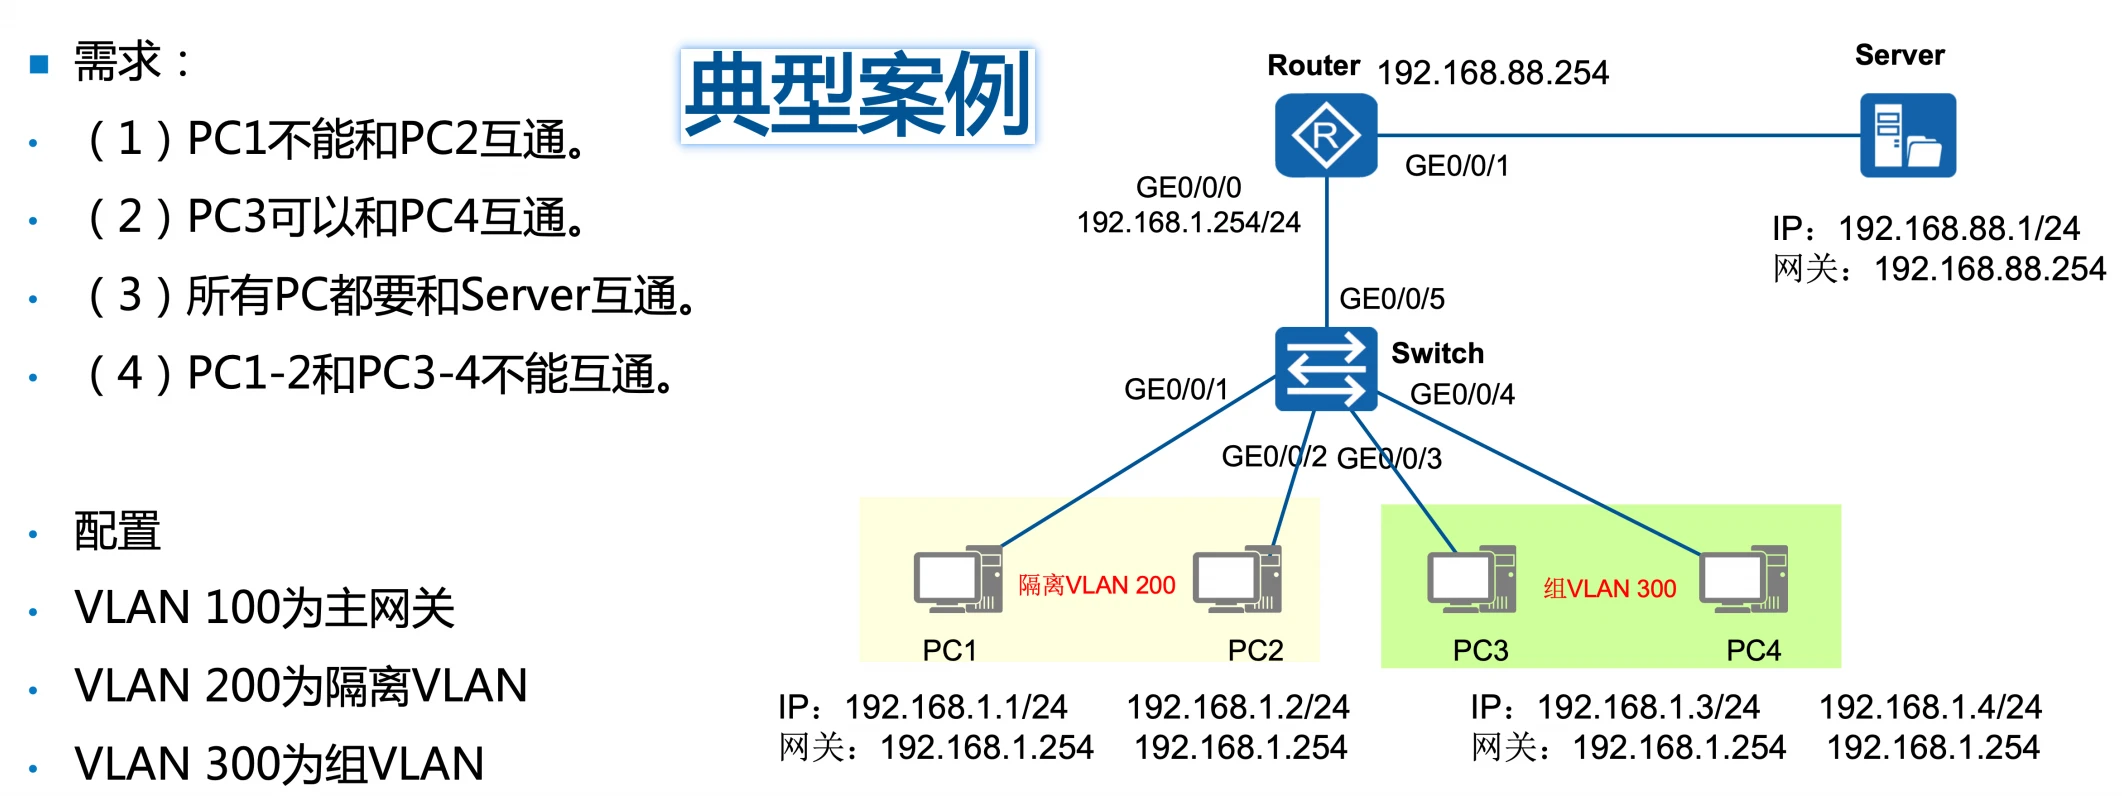 需求：
（1）PC1不能和PC2互通。
（2）PC3可以和PC4互通。
（3）所有PC都要和Server互通。
（4）PC1-2和PC3-4不能互通。
配置
VLAN 100为主网关
VLAN 200为隔离VLAN
VLAN 300为组VLAN
典型案例
Router 192.168.88.254
Server
R
GE0/0/1
GE0/0/0
192.168.1.254/24
IP：192.168.88.1/24
网关：192.168.88.254
GE0/0/5
Switch
GE0/0/1
GE0/0/4
GE0/0/2 GE0/0/3
隔离VLAN 200
组VLAN 300
PC1 PC2 PC3 PC4
IP：192.168.1.1/24 192.168.1.2/24
网关：192.168.1.254 192.168.1.254
IP：192.168.1.3/24 192.168.1.4/24
网关：192.168.1.254 192.168.1.254